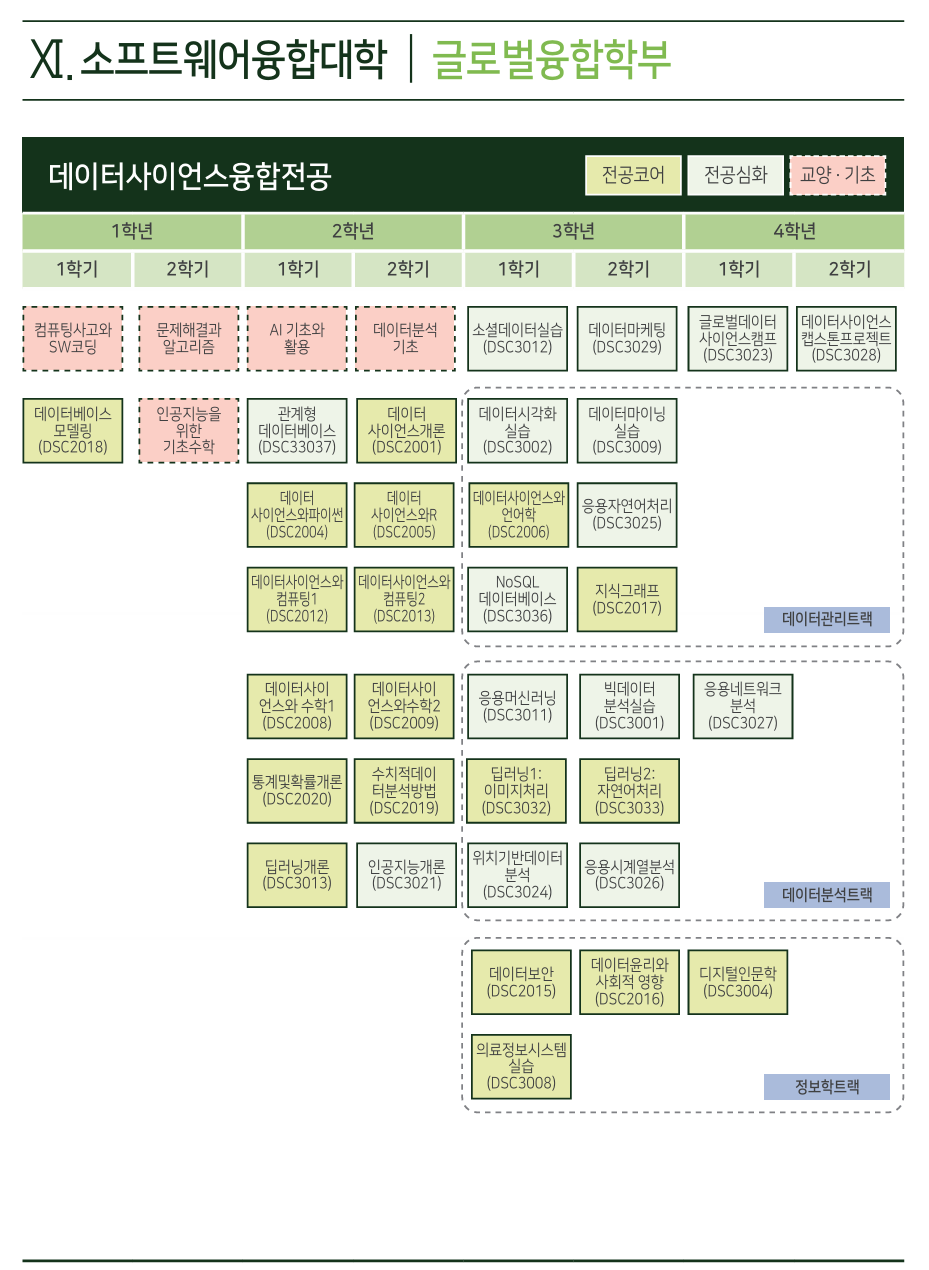 XI. 소프트웨어융합대학 | 글로벌융합학부
데이터사이언스융합전공
전공코어
전공심화
교양 · 기초
1학년
2학년
3학년
4학년
1학기
2학기
1학기
2학기
1학기
2학기
1학기
2학기
컴퓨팅사고와
SW코딩
문제해결과
알고리즘
AI 기초와
활용
데이터분석
기초
소셜데이터실습
(DSC3012)
데이터마케팅
(DSC3029)
글로벌데이터
사이언스캠프
(DSC3023)
데이터사이언스
캡스톤프로젝트
(DSC3028)
데이터베이스
모델링
(DSC2018)
인공지능을
위한
기초수학
관계형
데이터베이스
(DSC33037)
데이터
사이언스개론
(DSC2001)
데이터시각화
실습
(DSC3002)
데이터마이닝
실습
(DSC3009)
데이터
사이언스와파이썬
(DSC2004)
데이터
사이언스와R
(DSC2005)
데이터사이언스와
언어학
(DSC2006)
응용자연어처리
(DSC3025)
데이터사이언스와
컴퓨팅1
(DSC2012)
데이터사이언스와
컴퓨팅2
(DSC2013)
NoSQL
데이터베이스
(DSC3036)
지식그래프
(DSC2017)
데이터관리트랙
데이터사이
언스와 수학1
(DSC2008)
데이터사이
언스와수학2
(DSC2009)
응용머신러닝
(DSC3011)
빅데이터
분석실습
(DSC3001)
응용네트워크
분석
(DSC3027)
통계및확률개론
(DSC2020)
수치적데이
터분석방법
(DSC2019)
딥러닝1:
이미지처리
(DSC3032)
딥러닝2:
자연어처리
(DSC3033)
딥러닝개론
(DSC3013)
인공지능개론
(DSC3021)
위치기반데이터
분석
(DSC3024)
응용시계열분석
(DSC3026)
데이터분석트랙
데이터보안
(DSC2015)
데이터윤리와
사회적 영향
(DSC2016)
디지털인문학
(DSC3004)
의료정보시스템
실습
(DSC3008)
정보학트랙